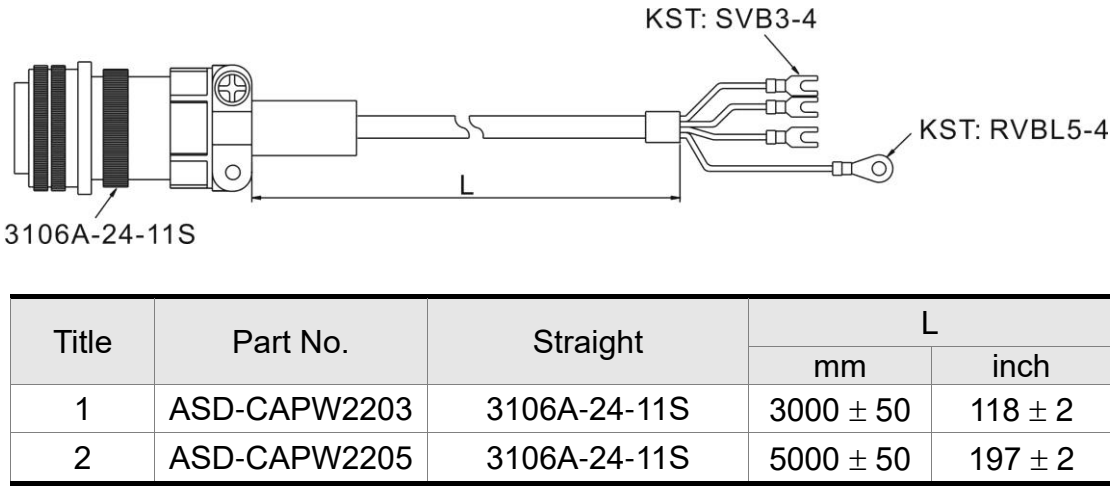 KST: SVB3-4
KST: RVBL5-4
L
3106A-24-11S
Title Part No. Straight L
mm inch
1 ASD-CAPW2203 3106A-24-11S 3000 ± 50 118 ± 2
2 ASD-CAPW2205 3106A-24-11S 5000 ± 50 197 ± 2